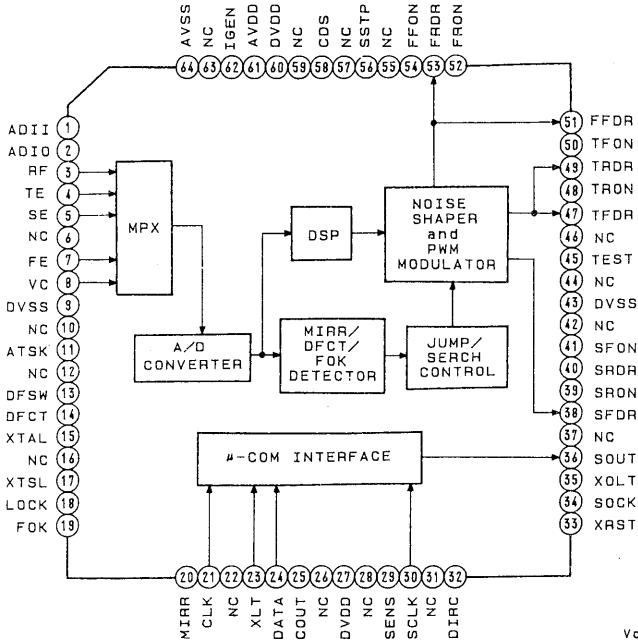 AVSS NC IGEN AVDD DVDD NC CDS NC SSTP NC FFON FRDR FRON
64 63 62 61 60 59 58 57 56 55 54 53 52
ADII 1
ADIO 2
RF 3
TE 4
SE 5
NC 6
FE 7
VC 8
DVSS 9
NC 10
ATSK 11
NC 12
DFSW 13
DFCT 14
XTAL 15
NC 16
XTSL 17
LOCK 18
FOK 19
MPX
A/D
CONVERTER
DSP
MIRR/
DFCT/
FOK
DETECTOR
NOISE
SHAPER
and
PWM
MODULATOR
JUMP/
SERCH
CONTROL
μ-COM INTERFACE
51 FFDR
50 TFON
49 TRDR
48 TRON
47 TFDR
46 NC
45 TEST
44 NC
43 DVSS
42 NC
41 SFON
40 SRDR
39 SRON
38 SFDR
37 NC
36 SOUT
35 XOLT
34 SOCK
33 XRST
20 21 22 23 24 25 26 27 28 29 30 31 32
MIRR CLK NC XLT DATA COUT NC DVDD NC SENS SCLK NC DIRC